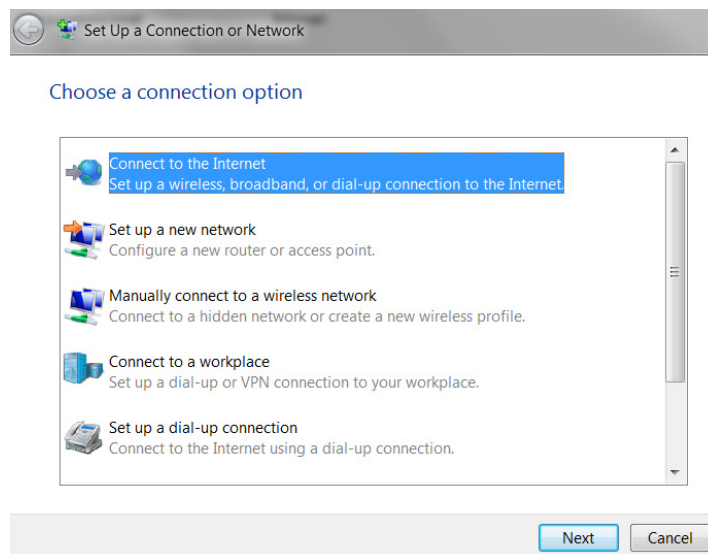 Set Up a Connection or Network
Choose a connection option
Connect to the Internet
Set up a wireless, broadband, or dial-up connection to the Internet.
Set up a new network
Configure a new router or access point.
Manually connect to a wireless network
Connect to a hidden network or create a new wireless profile.
Connect to a workplace
Set up a dial-up or VPN connection to your workplace.
Set up a dial-up connection
Connect to the Internet using a dial-up connection.
Next
Cancel